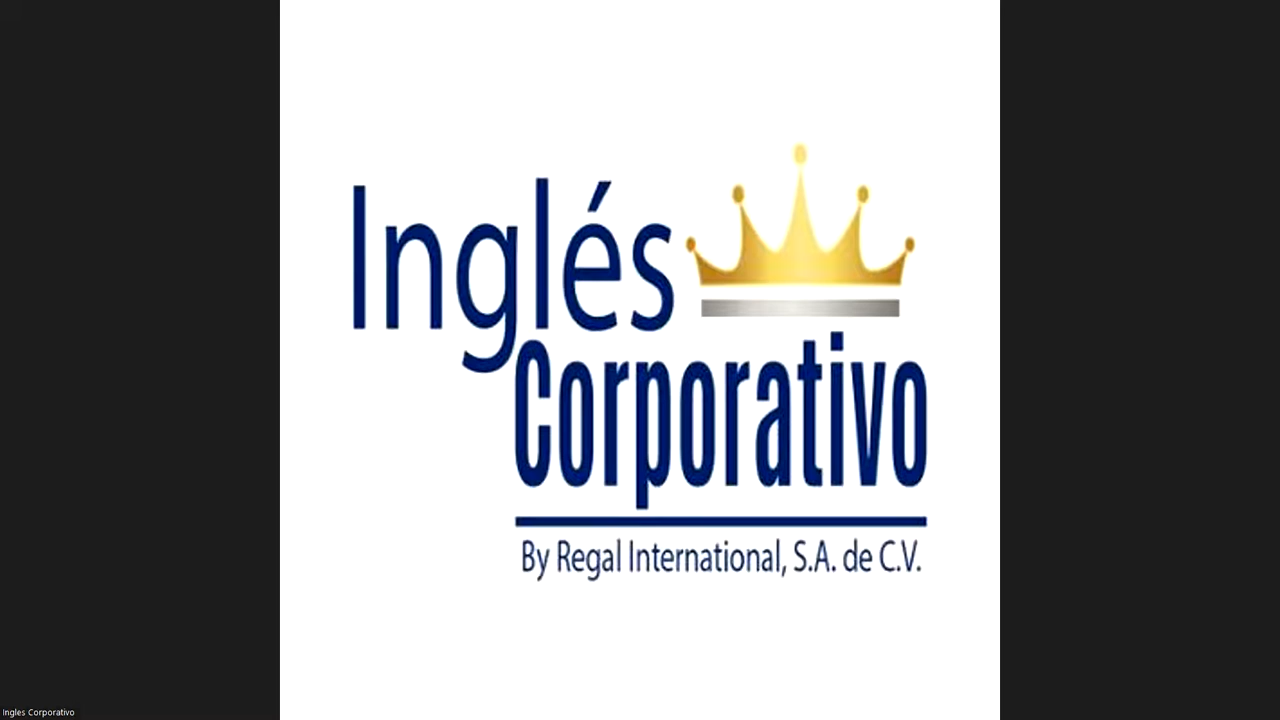 Inglés
Corporativo
By Regal International, S.A. de C.V.
Ingles Corporativo